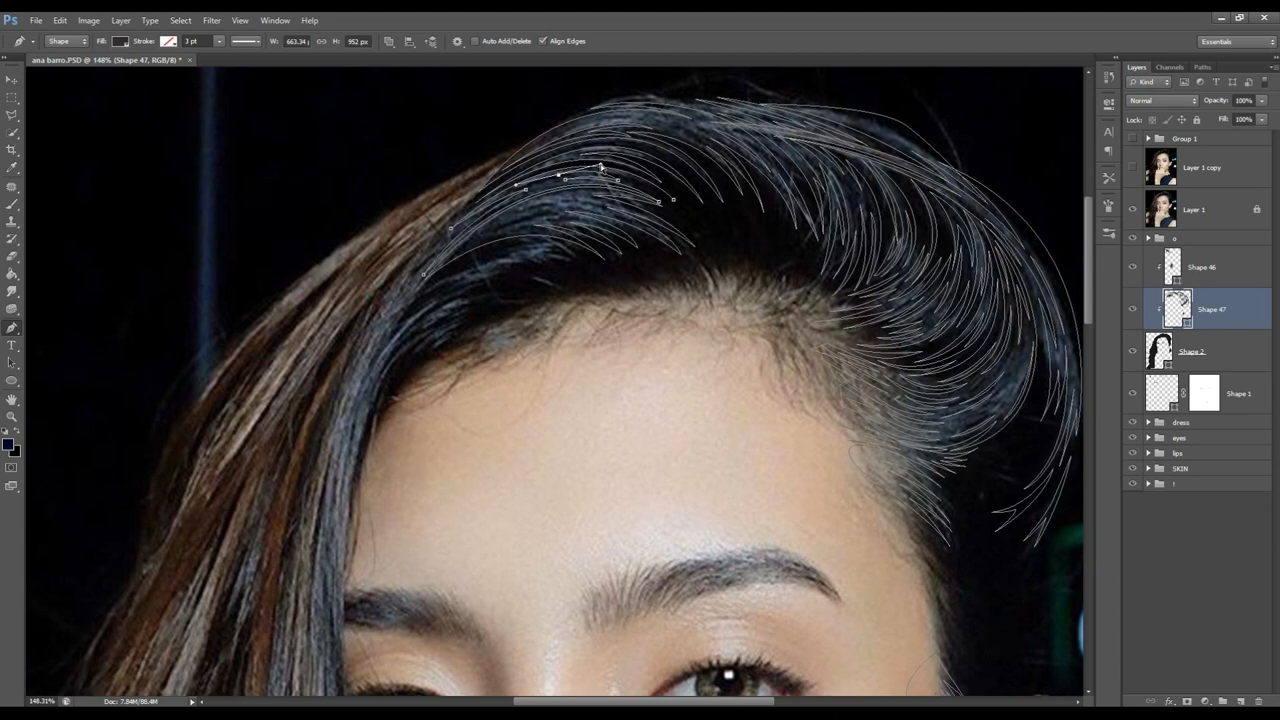 Ps File Edit Image Layer Type Select Filter View Window Help
Shape Fill: Stroke: 3 pt W: 663.34 H: 952 px Auto Add/Delete Align Edges Essentials
ana barro.PSD @ 148% (Shape 47, RGB/8) * ×
Layers Channels Paths
Kind
Normal Opacity: 100%
Lock: Fill: 100%
Group 1
Layer 1 copy
Layer 1
o
Shape 46
Shape 47
Shape 2
Shape 1
dress
eyes
lips
SKIN
!
148.31% Doc: 7.84M/88.4M